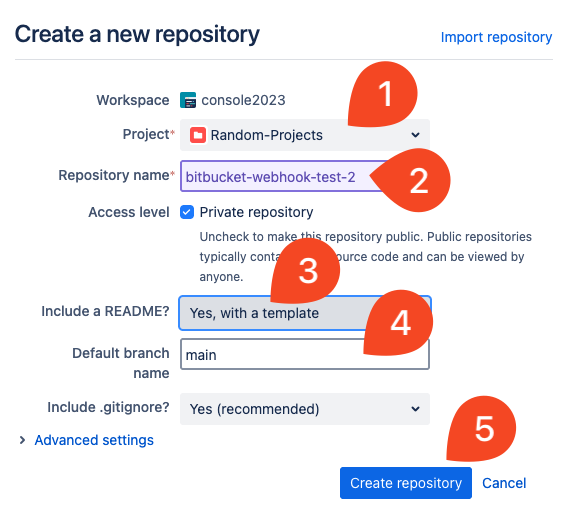 Create a new repository
Import repository
Workspace console2023
Project* Random-Projects
1
Repository name* bitbucket-webhook-test-2
2
Access level Private repository
Uncheck to make this repository public. Public repositories
typically source code and can be viewed by
anyone.
3
Include a README? Yes, with a template
4
Default branch main
name
Include .gitignore? Yes (recommended)
Advanced settings
5
Create repository Cancel